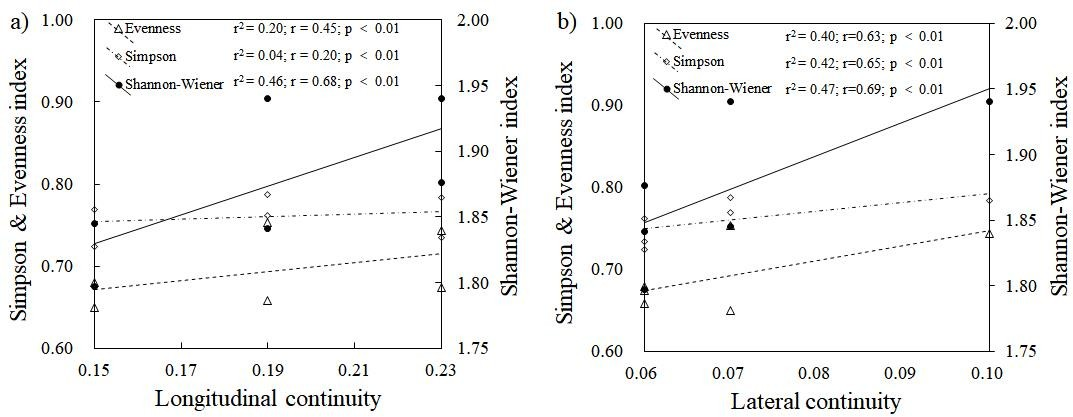 a)
1.00
0.90
0.80
0.70
0.60
Simpson & Evenness index
Evenness r² = 0.20; r = 0.45; p < 0.01
Simpson r² = 0.04; r = 0.20; p < 0.01
Shannon-Wiener r² = 0.46; r = 0.68; p < 0.01
2.00
1.95
1.90
1.85
1.80
1.75
Shannon-Wiener index
0.15 0.17 0.19 0.21 0.23
Longitudinal continuity
b)
1.00
0.90
0.80
0.70
0.60
Simpson & Evenness index
Evenness r² = 0.40; r=0.63; p < 0.01
Simpson r² = 0.42; r=0.65; p < 0.01
Shannon-Wiener r² = 0.47; r=0.69; p < 0.01
2.00
1.95
1.90
1.85
1.80
1.75
Shannon-Wiener index
0.06 0.07 0.08 0.09 0.10
Lateral continuity